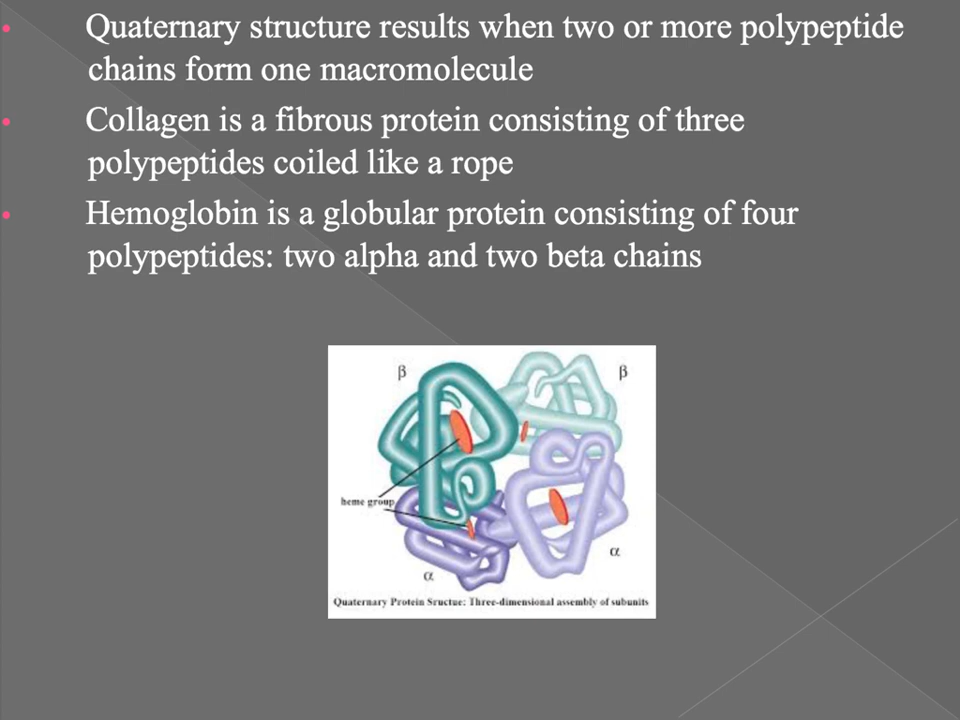 • Quaternary structure results when two or more polypeptide
chains form one macromolecule
• Collagen is a fibrous protein consisting of three
polypeptides coiled like a rope
• Hemoglobin is a globular protein consisting of four
polypeptides: two alpha and two beta chains
β β
heme group
α
α
Quaternary Protein Sructue: Three-dimensional assembly of subunits